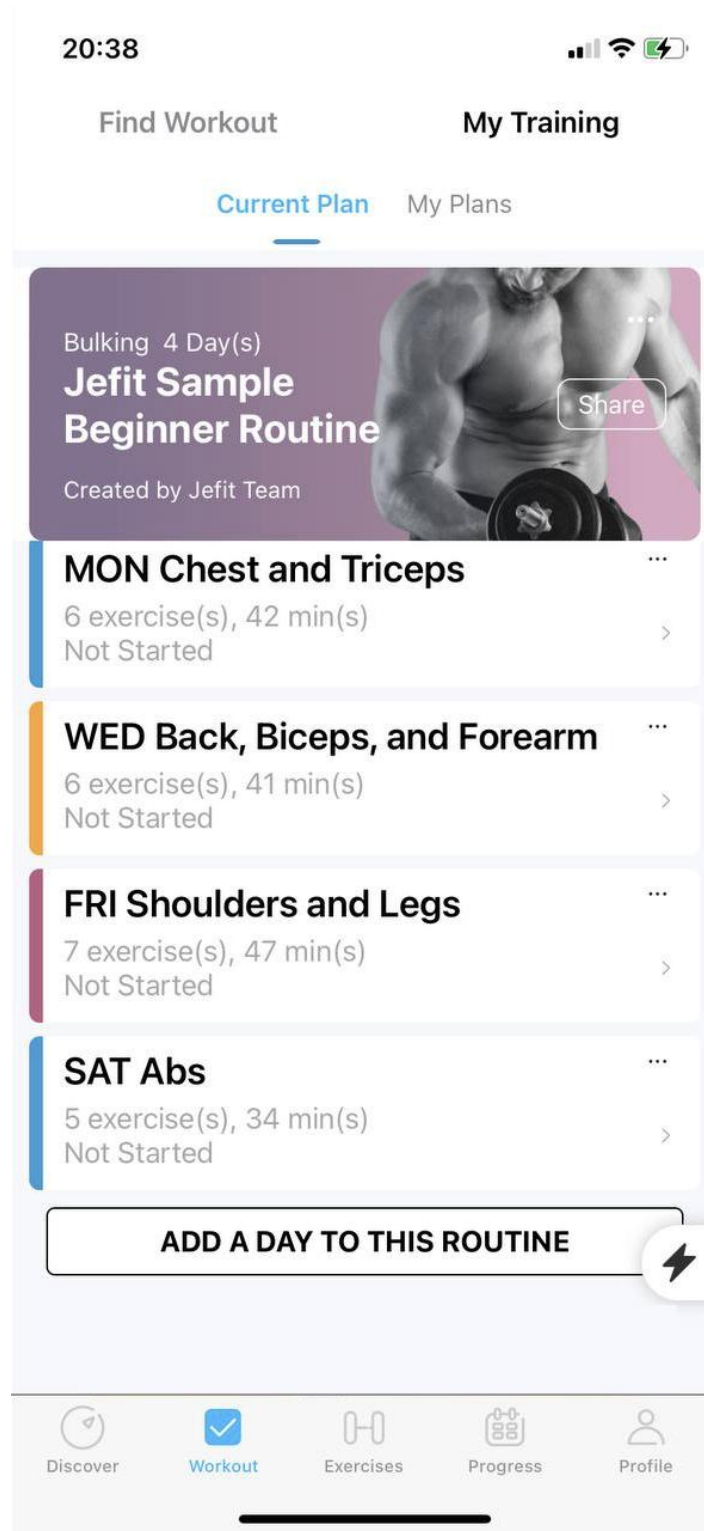 20:38
Find Workout
My Training
Current Plan
My Plans
Bulking 4 Day(s)
Jefit Sample
Beginner Routine
Share
Created by Jefit Team
MON Chest and Triceps
6 exercise(s), 42 min(s)
Not Started
WED Back, Biceps, and Forearm
6 exercise(s), 41 min(s)
Not Started
FRI Shoulders and Legs
7 exercise(s), 47 min(s)
Not Started
SAT Abs
5 exercise(s), 34 min(s)
Not Started
ADD A DAY TO THIS ROUTINE
Discover
Workout
Exercises
Progress
Profile